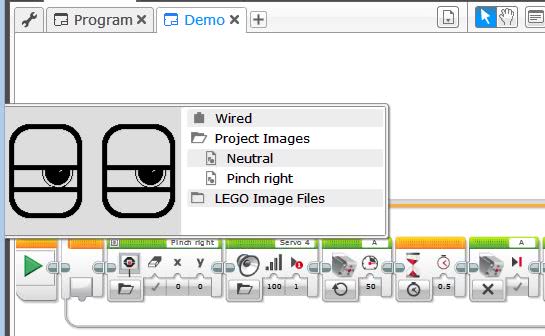 Program
Demo
Wired
Project Images
Neutral
Pinch right
LEGO Image Files
Pinch right
Servo 4
A
A
x y
0 0
100 1
50
0.5